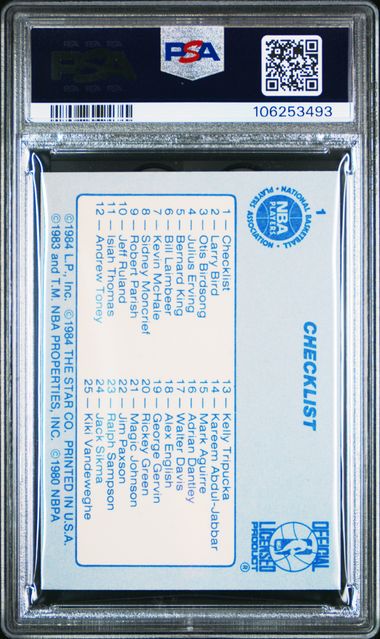 PSA
PSA
106253493
1
CHECKLIST
NATIONAL BASKETBALL
NBA
PLAYERS
PLAYERS ASSOCIATION
OFFICIAL
LICENSED
PRODUCT
®
1 Checklist
2 Larry Bird
3 Otis Birdsong
4 Julius Erving
5 Bernard King
6 Bill Laimbeer
7 Kevin McHale
8 Sidney Moncrief
9 Robert Parish
10 Jeff Ruland
11 Isiah Thomas
12 Andrew Toney
13 Kelly Tripucka
14 Kareem Abdul-Jabbar
15 Mark Aguirre
16 Adrian Dantley
17 Walter Davis
18 Alex English
19 George Gervin
20 Rickey Green
21 Magic Johnson
22 Jim Paxson
23 Ralph Sampson
24 Jack Sikma
25 Kiki Vandeweghe
©1984 L.P., Inc. ©1984 THE STAR CO. PRINTED IN U.S.A.
©1983 and T.M. NBA PROPERTIES, INC. ©1980 NBPA